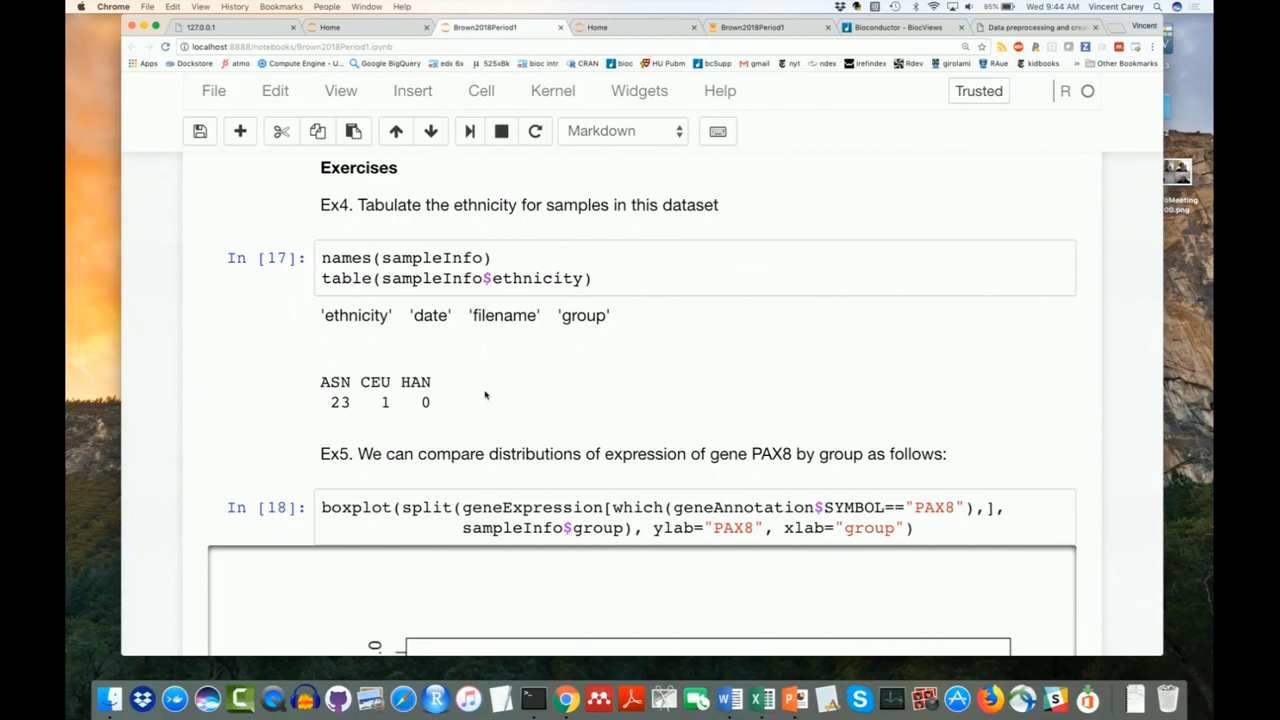 Chrome File Edit View History Bookmarks People Window Help 85% Wed 9:44 AM Vincent Carey
127.0.0.1 Home Brown2018Period1 Home Brown2018Period1 Bioconductor - BiocViews Data preprocessing and crea Vincent
localhost:8888/notebooks/Brown2018Period1.ipynb
Apps Dockstore atmo Compute Engine - U... Google BigQuery edx 6x 525xBk bioc intr CRAN bioc HU Pubm bcSupp gmail nyt ndex irefindex Rdev girolami RAue kidbooks » Other Bookmarks
File Edit View Insert Cell Kernel Widgets Help Trusted R
Markdown
Exercises
Ex4. Tabulate the ethnicity for samples in this dataset
In [17]: names(sampleInfo)
table(sampleInfo$ethnicity)
'ethnicity' 'date' 'filename' 'group'
ASN CEU HAN
23 1 0
Ex5. We can compare distributions of expression of gene PAX8 by group as follows:
In [18]: boxplot(split(geneExpression[which(geneAnnotation$SYMBOL=="PAX8"),],
sampleInfo$group), ylab="PAX8", xlab="group")